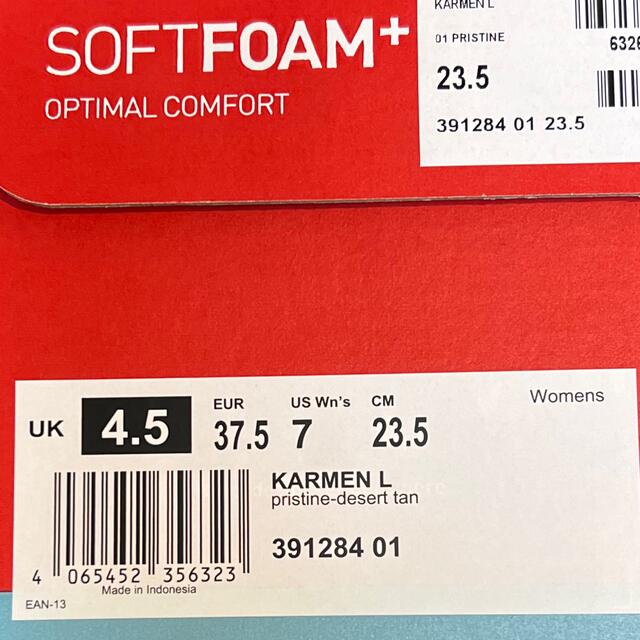 SOFTFOAM+
OPTIMAL COMFORT
KARMEN L
01 PRISTINE
23.5
391284 01 23.5
UK 4.5 EUR 37.5 US Wn's 7 CM 23.5
Womens
KARMEN L
pristine-desert tan
391284 01
4 065452 356323
Made in Indonesia
EAN-13